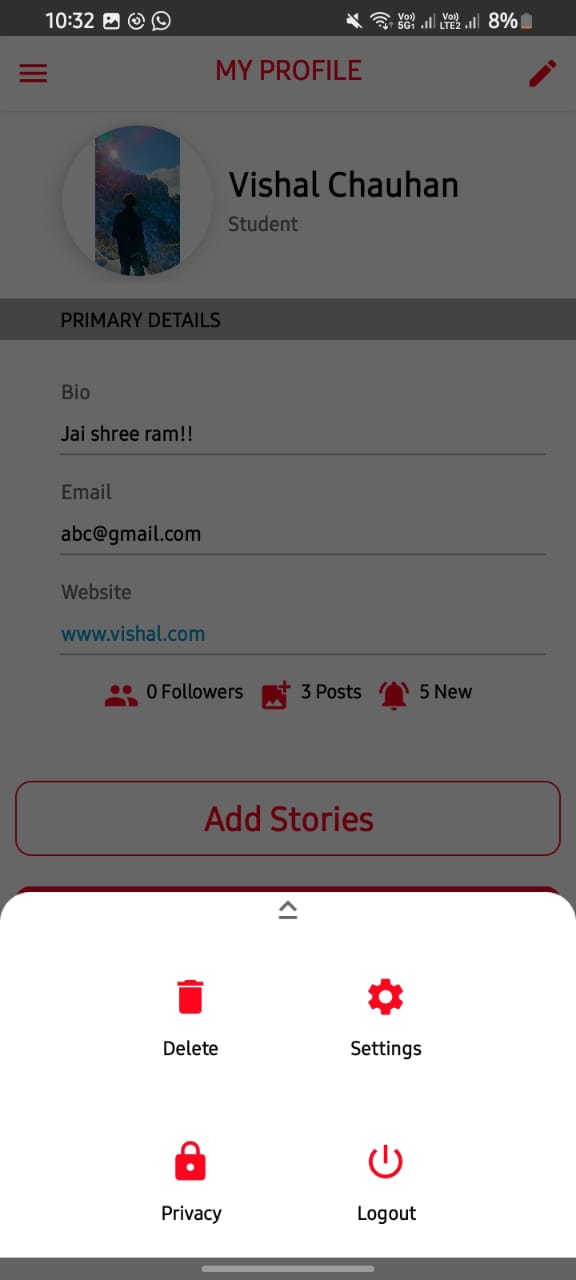 10:32 Vo)) 5G1 Vo)) LTE2 8%
MY PROFILE
Vishal Chauhan
Student
PRIMARY DETAILS
Bio
Jai shree ram!!
Email
abc@gmail.com
Website
www.vishal.com
0 Followers 3 Posts 5 New
Add Stories
Delete Settings
Privacy Logout